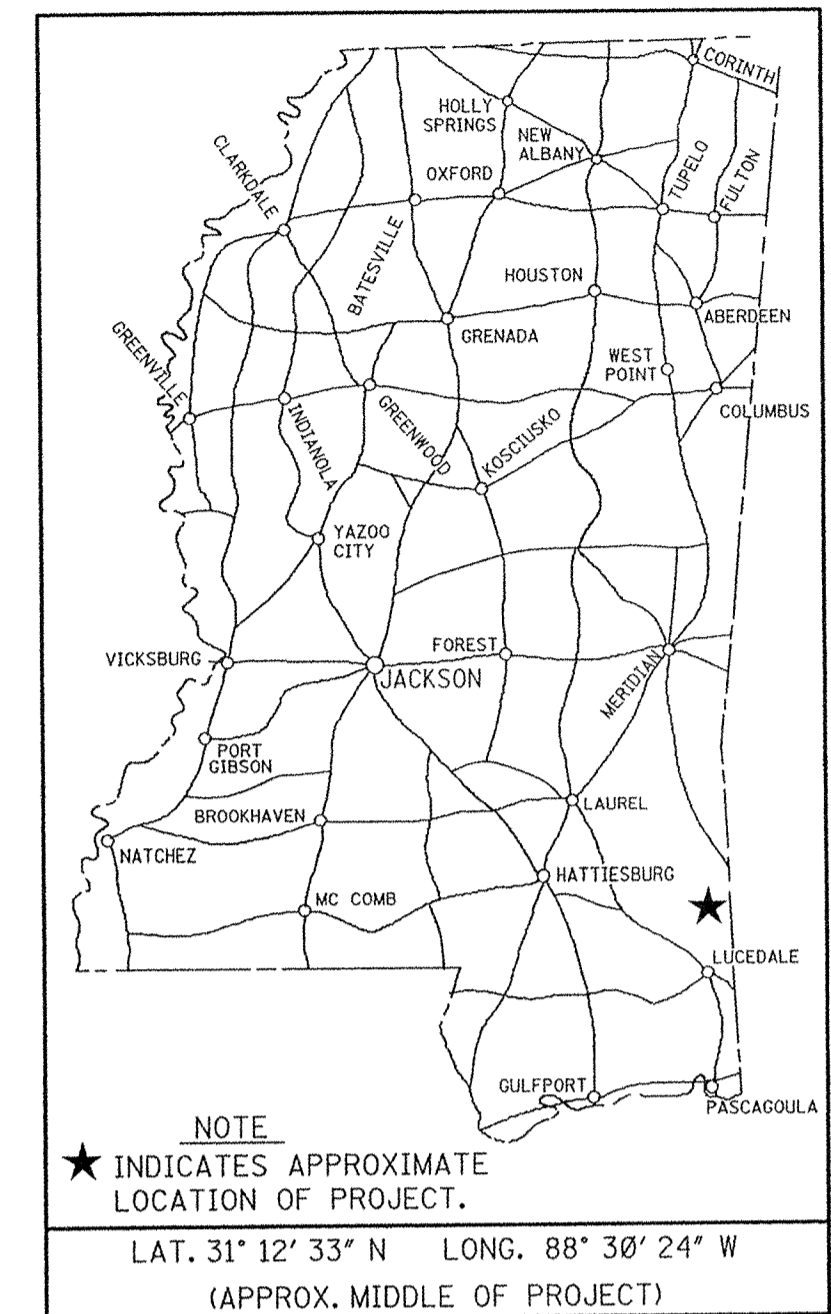 CORINTH
HOLLY
SPRINGS
NEW
ALBANY
CLARKDALE
OXFORD
TUPELO
FULTON
BATESVILLE
HOUSTON
ABERDEEN
GREENVILLE
GRENADA
WEST
POINT
COLUMBUS
INDIANOLA
GREENWOOD
KOSCIUSKO
YAZOO
CITY
VICKSBURG
FOREST
JACKSON
MERIDIAN
PORT
GIBSON
BROOKHAVEN
LAUREL
NATCHEZ
HATTIESBURG
MC COMB
LUCEDALE
GULFPORT
PASCAGOULA
NOTE
★ INDICATES APPROXIMATE
LOCATION OF PROJECT.
LAT. 31° 12' 33" N LONG. 88° 30' 24" W
(APPROX. MIDDLE OF PROJECT)